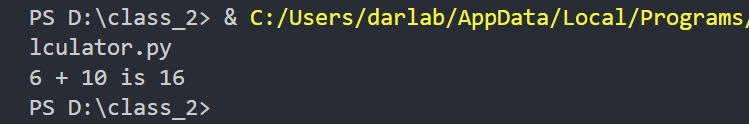 PS D:\class_2> & C:/Users/darlab/AppData/Local/Programs/
lculator.py
6 + 10 is 16
PS D:\class_2>